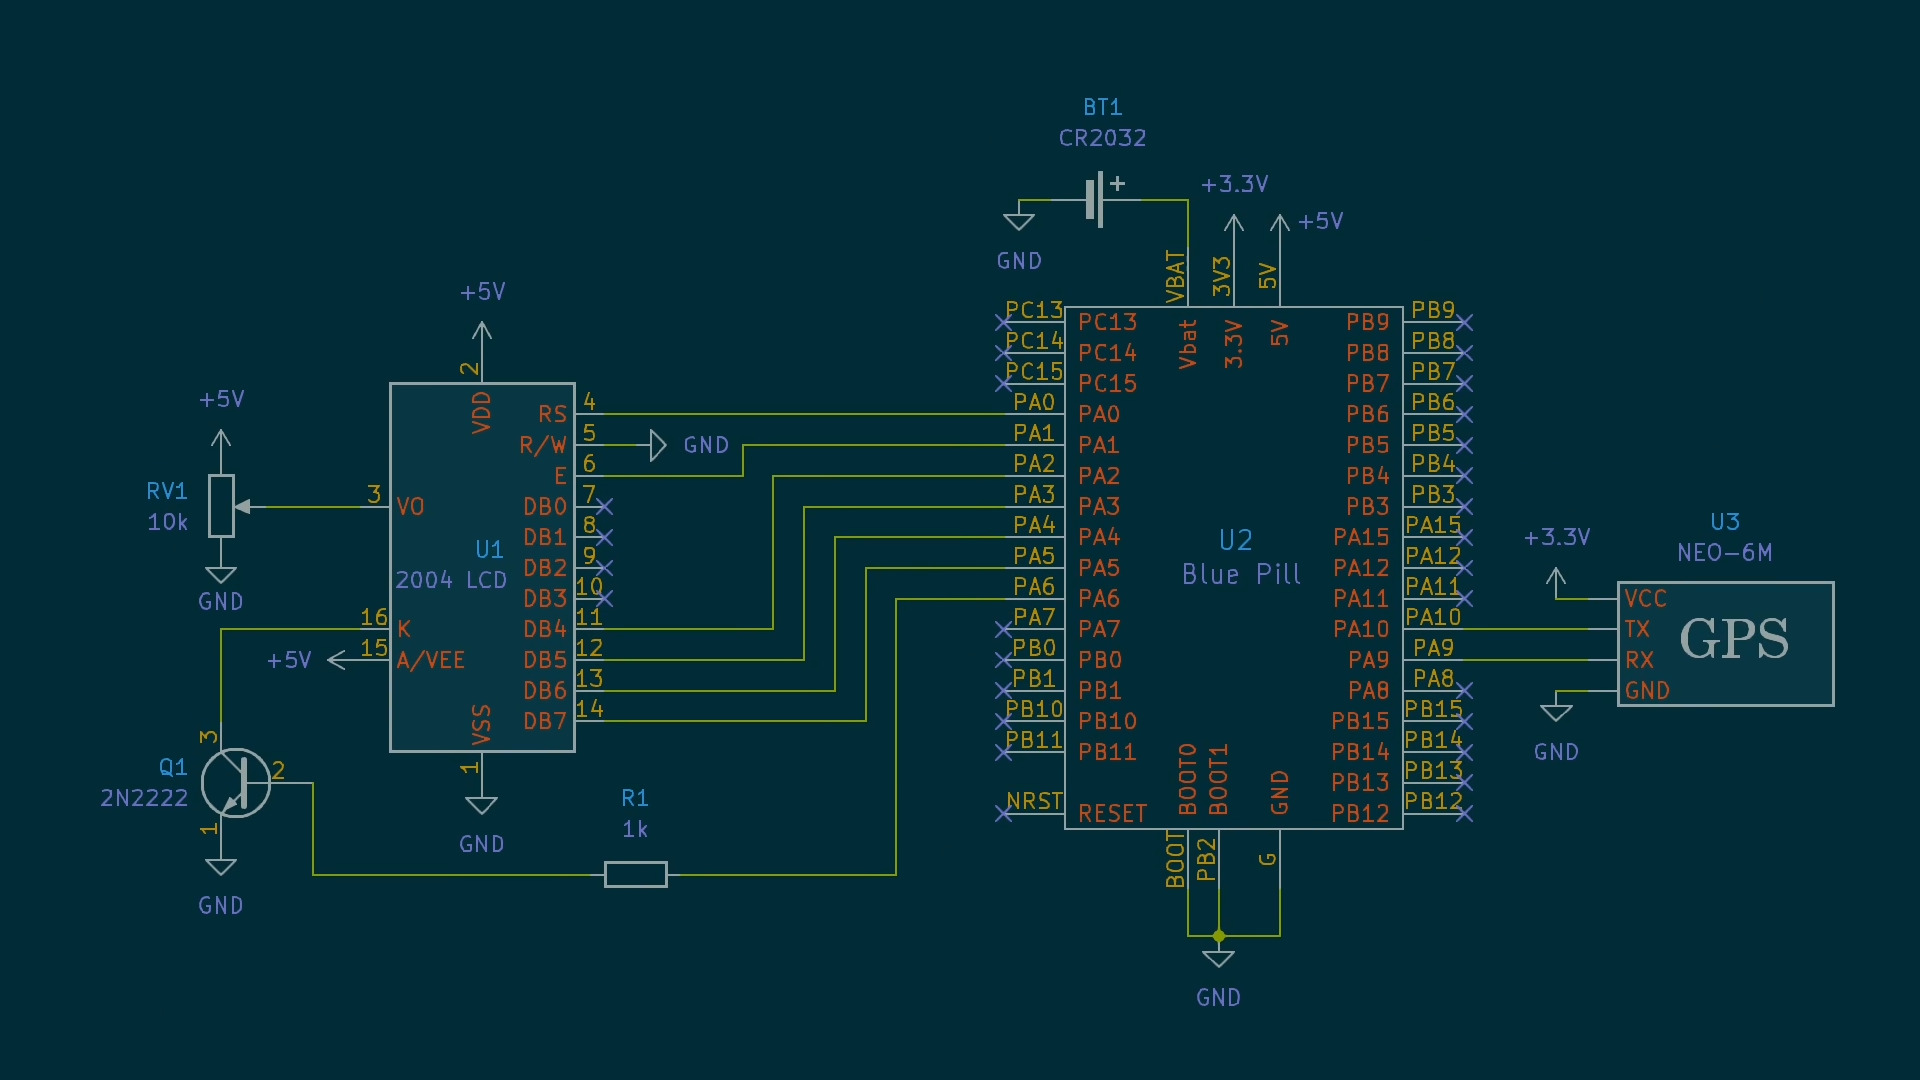 BT1
CR2032
+3.3V
+5V
GND
VBAT
3V3
5V
+5V
2
VDD
+5V
RV1
10k
GND
3
VO
U1
2004 LCD
16
K
15
A/VEE
+5V
VSS
1
GND
RS
4
R/W
5
GND
E
6
DB0
7
DB1
8
DB2
9
DB3
10
DB4
11
DB5
12
DB6
13
DB7
14
Q1
2N2222
3
2
1
GND
R1
1k
PC13
PC13
PC14
PC14
PC15
PC15
PA0
PA0
PA1
PA1
PA2
PA2
PA3
PA3
PA4
PA4
PA5
PA5
PA6
PA6
PA7
PA7
PB0
PB0
PB1
PB1
PB10
PB10
PB11
PB11
NRST
RESET
Vbat
3.3V
5V
U2
Blue Pill
BOOT0
BOOT1
GND
BOOT
PB2
G
GND
PB9
PB9
PB8
PB8
PB7
PB7
PB6
PB6
PB5
PB5
PB4
PB4
PB3
PB3
PA15
PA15
PA12
PA12
PA11
PA11
PA10
PA10
PA9
PA9
PA8
PA8
PB15
PB15
PB14
PB14
PB13
PB13
PB12
PB12
+3.3V
U3
NEO-6M
VCC
TX
RX
GND
GPS
GND